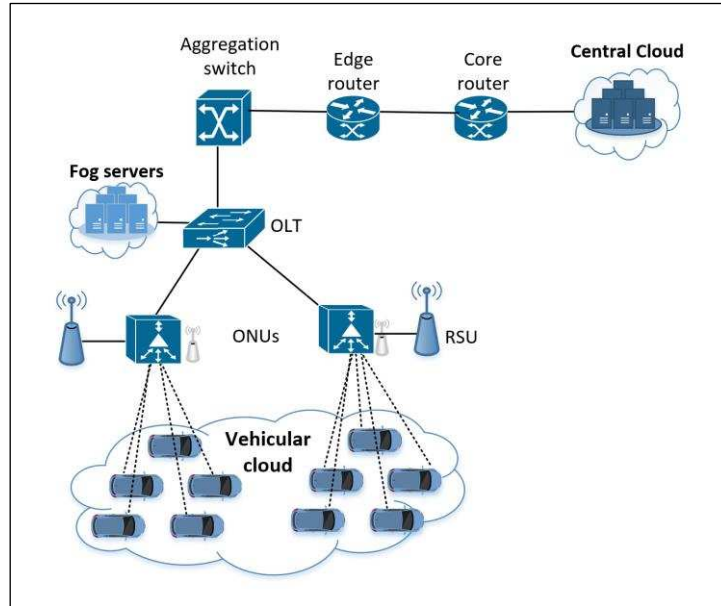 Aggregation
switch
Edge
router
Core
router
Central Cloud
Fog servers
OLT
ONUs
RSU
Vehicular
cloud